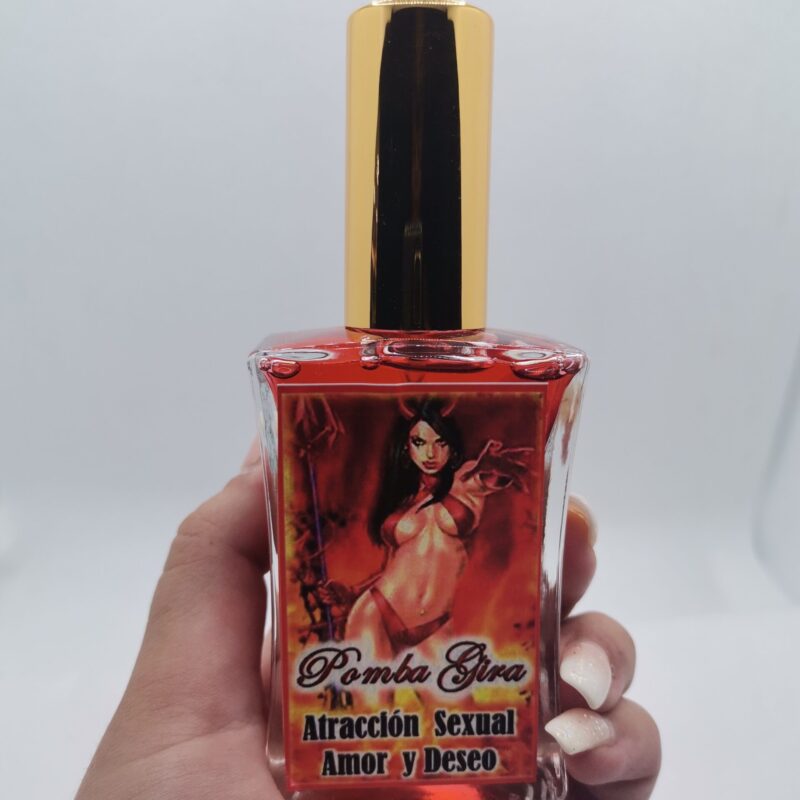 Pomba Gira
Atracción Sexual
Amor y Deseo